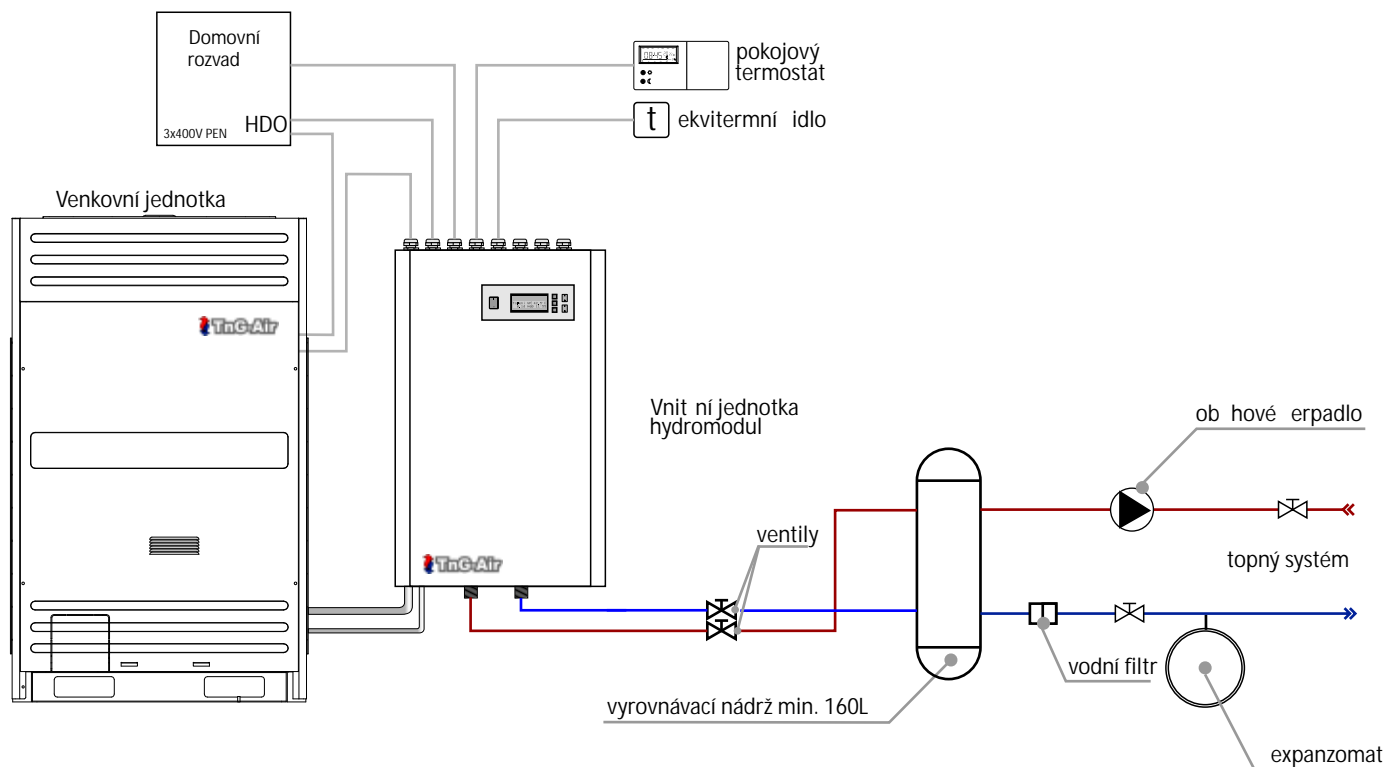 Domovní
rozvad
HDO
3x400V PEN
pokojový
termostat
t
ekvitermní idlo
Venkovní jednotka
TnG-Air
TnG-Air
Vnit ní jednotka
hydromodul
ob hové erpadlo
ventily
topný systém
vodní filtr
vyrovnávací nádrž min. 160L
expanzomat